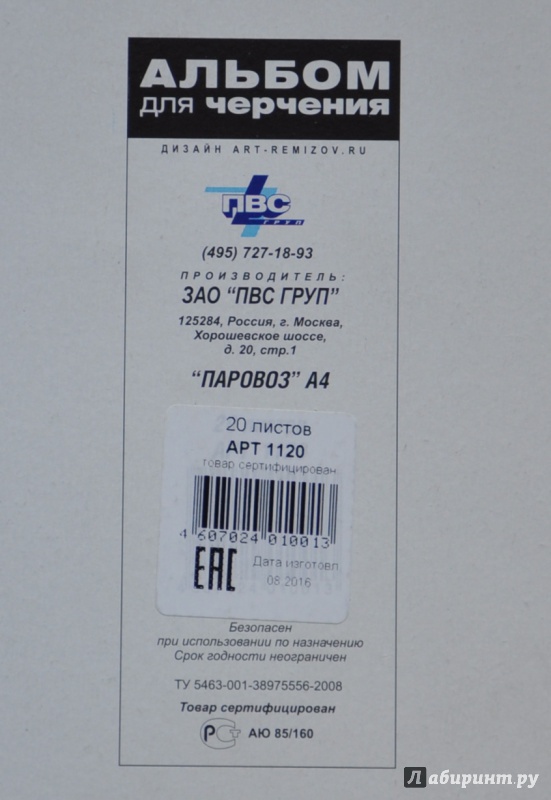 АЛЬБОМ
для черчения
ДИЗАЙН ART-REMIZOV.RU
ПВС
ГРУП
(495) 727-18-93
ПРОИЗВОДИТЕЛЬ:
ЗАО "ПВС ГРУП"
125284, Россия, г. Москва,
Хорошевское шоссе,
д. 20, стр.1
"ПАРОВОЗ" А4
20 листов
АРТ 1120
товар сертифицирован
4 607024 010013
EAC
Дата изготовл
08.2016
Безопасен
при использовании по назначению
Срок годности неограничен
ТУ 5463-001-38975556-2008
Товар сертифицирован
РСТ АЮ 85/160
Лабиринт.ру